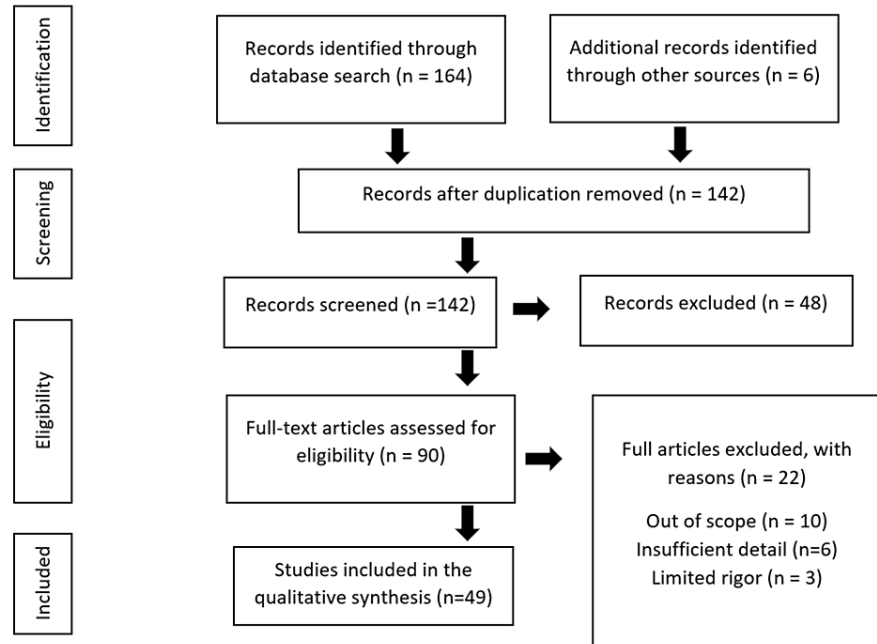 Identification
Records identified through
database search (n = 164)
Additional records identified
through other sources (n = 6)
Screening
Records after duplication removed (n = 142)
Records screened (n =142)
Records excluded (n = 48)
Eligibility
Full-text articles assessed for
eligibility (n = 90)
Full articles excluded, with
reasons (n = 22)
Out of scope (n = 10)
Insufficient detail (n=6)
Limited rigor (n = 3)
Included
Studies included in the
qualitative synthesis (n=49)